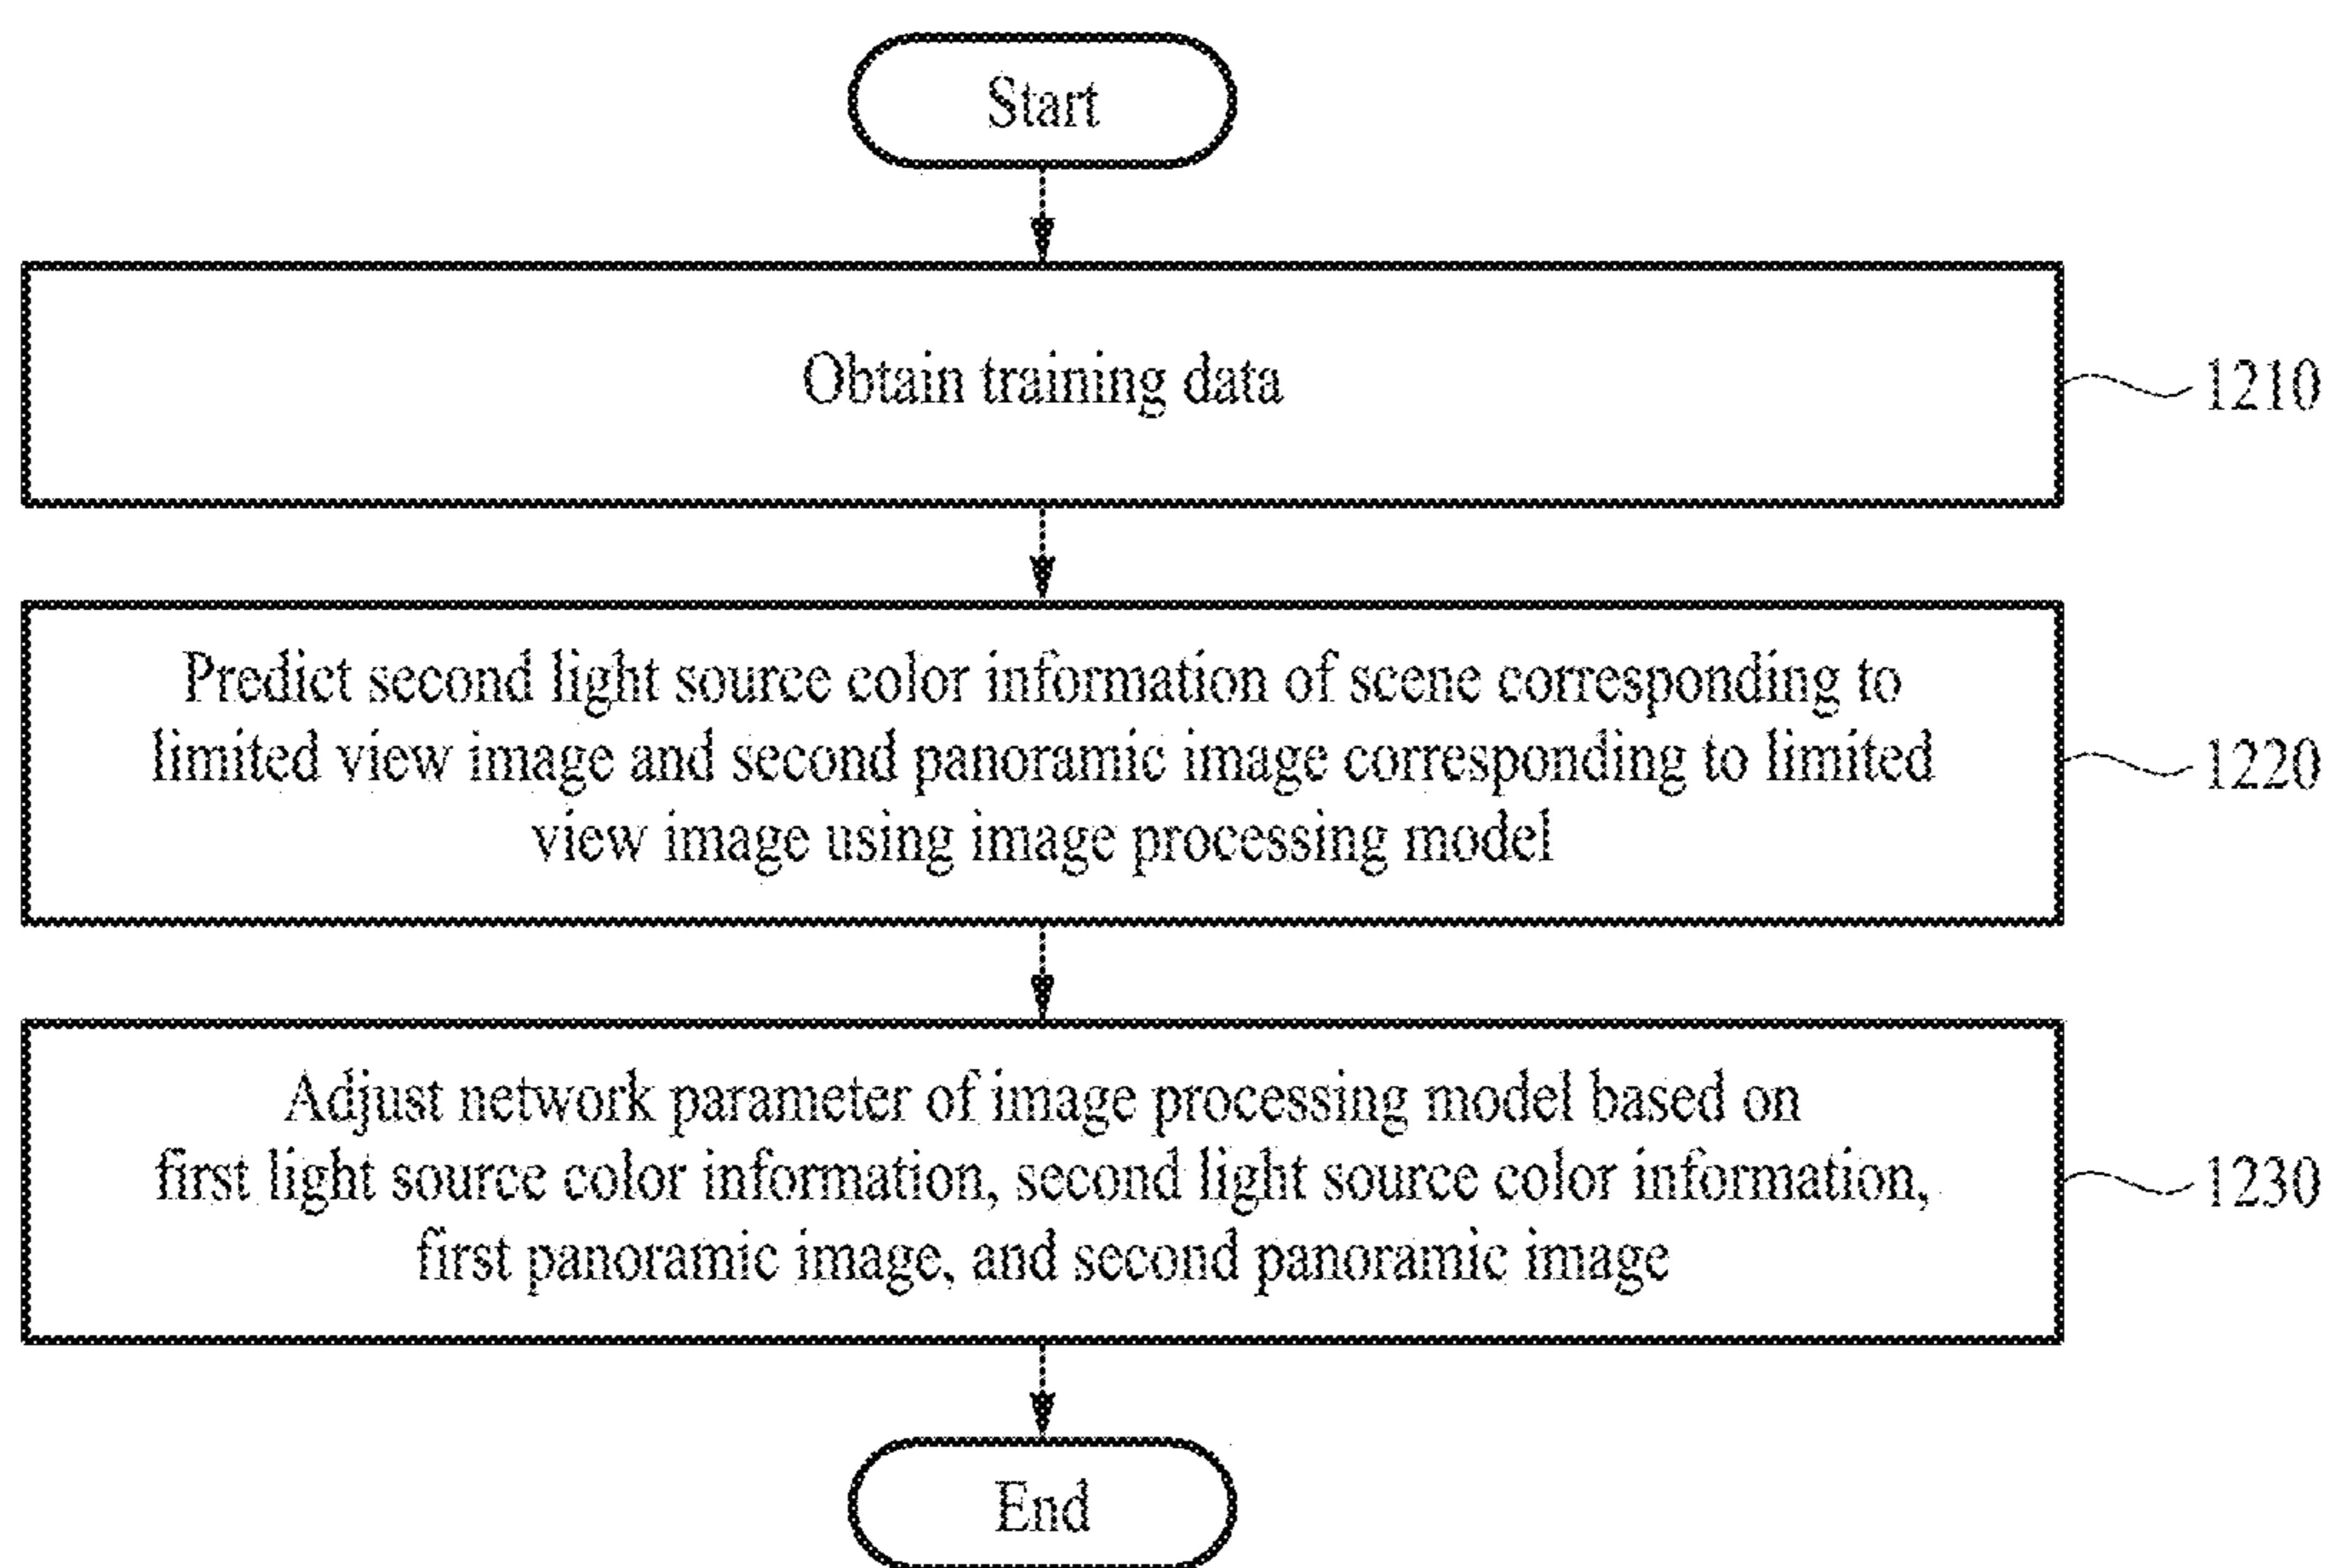 Start
Obtain training data
1210
Predict second light source color information of scene corresponding to
limited view image and second panoramic image corresponding to limited
view image using image processing model
1220
Adjust network parameter of image processing model based on
first light source color information, second light source color information,
first panoramic image, and second panoramic image
1230
End